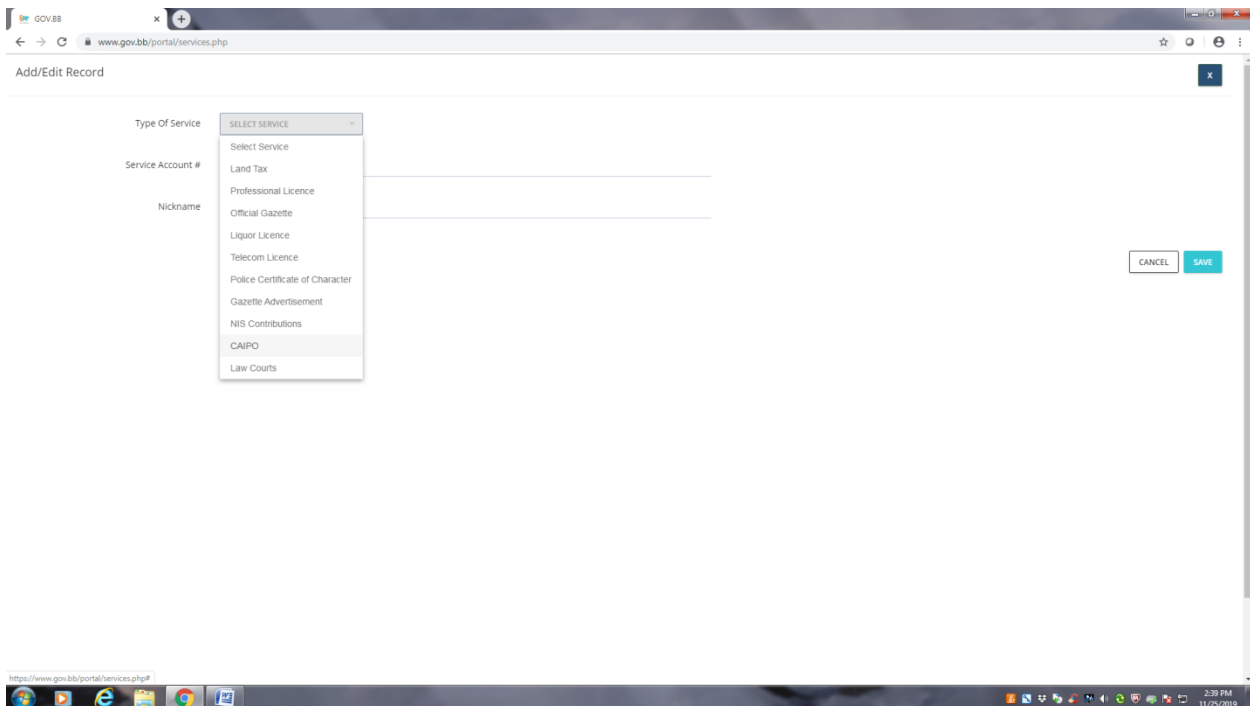 GOV.BB
www.gov.bb/portal/services.php
Add/Edit Record
X
Type Of Service
SELECT SERVICE
Select Service
Service Account #
Land Tax
Professional Licence
Nickname
Official Gazette
Liquor Licence
Telecom Licence
CANCEL
SAVE
Police Certificate of Character
Gazette Advertisement
NIS Contributions
CAIPO
Law Courts
https://www.gov.bb/portal/services.php#
2:39 PM
11/25/2019